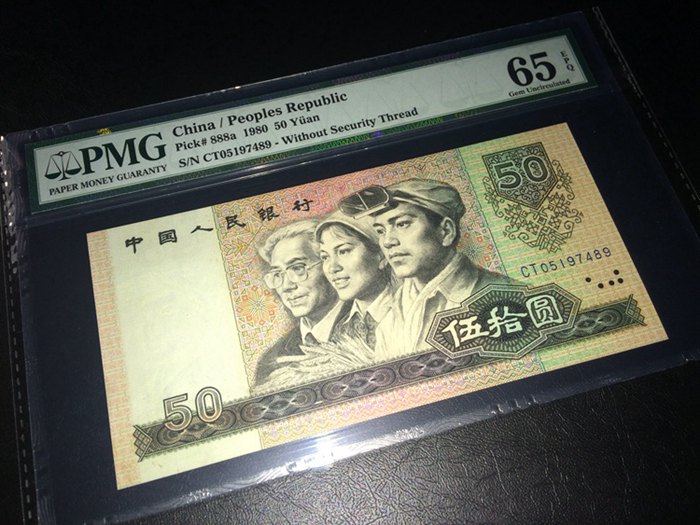 PMG
PAPER MONEY GUARANTY
China / Peoples Republic
Pick# 888a 1980 50 Yüan
S/N CT05197489 - Without Security Thread
65
EPQ
Gem Uncirculated
中国人民银行
50
CT05197489
伍拾圆
50